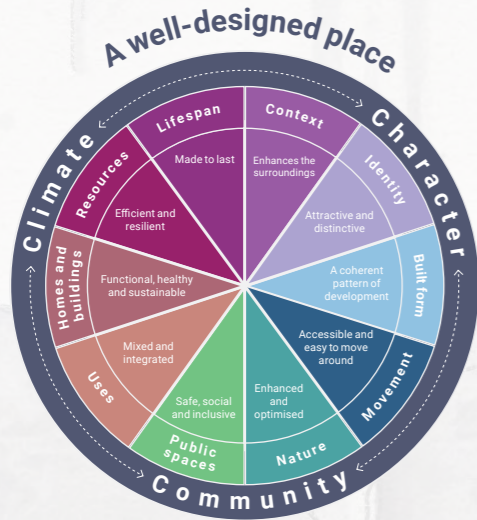 A well-designed place
Climate
Character
Community
Context
Enhances the
surroundings
Identity
Attractive and
distinctive
Built form
A coherent
pattern of
development
Movement
Accessible and
easy to move
around
Nature
Enhanced
and
optimised
Public
spaces
Safe, social
and inclusive
Uses
Mixed and
integrated
Homes and
buildings
Functional, healthy
and sustainable
Resources
Efficient and
resilient
Lifespan
Made to last